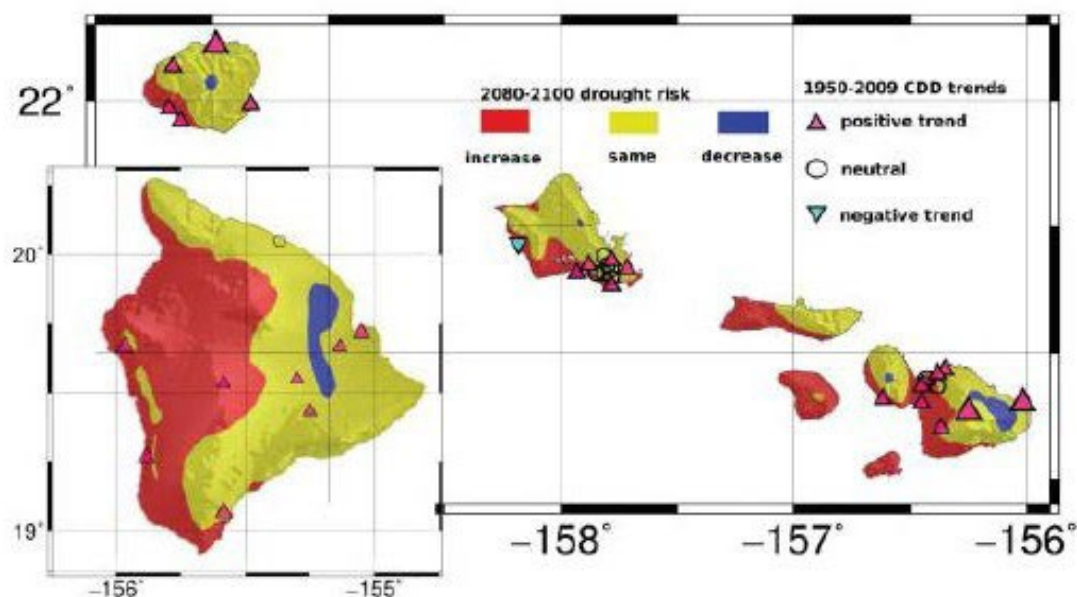 22°
2080-2100 drought risk
increase same decrease
1950-2009 CDD trends
positive trend
neutral
negative trend
20°
19°
-158° -157° -156°
-156° -155°